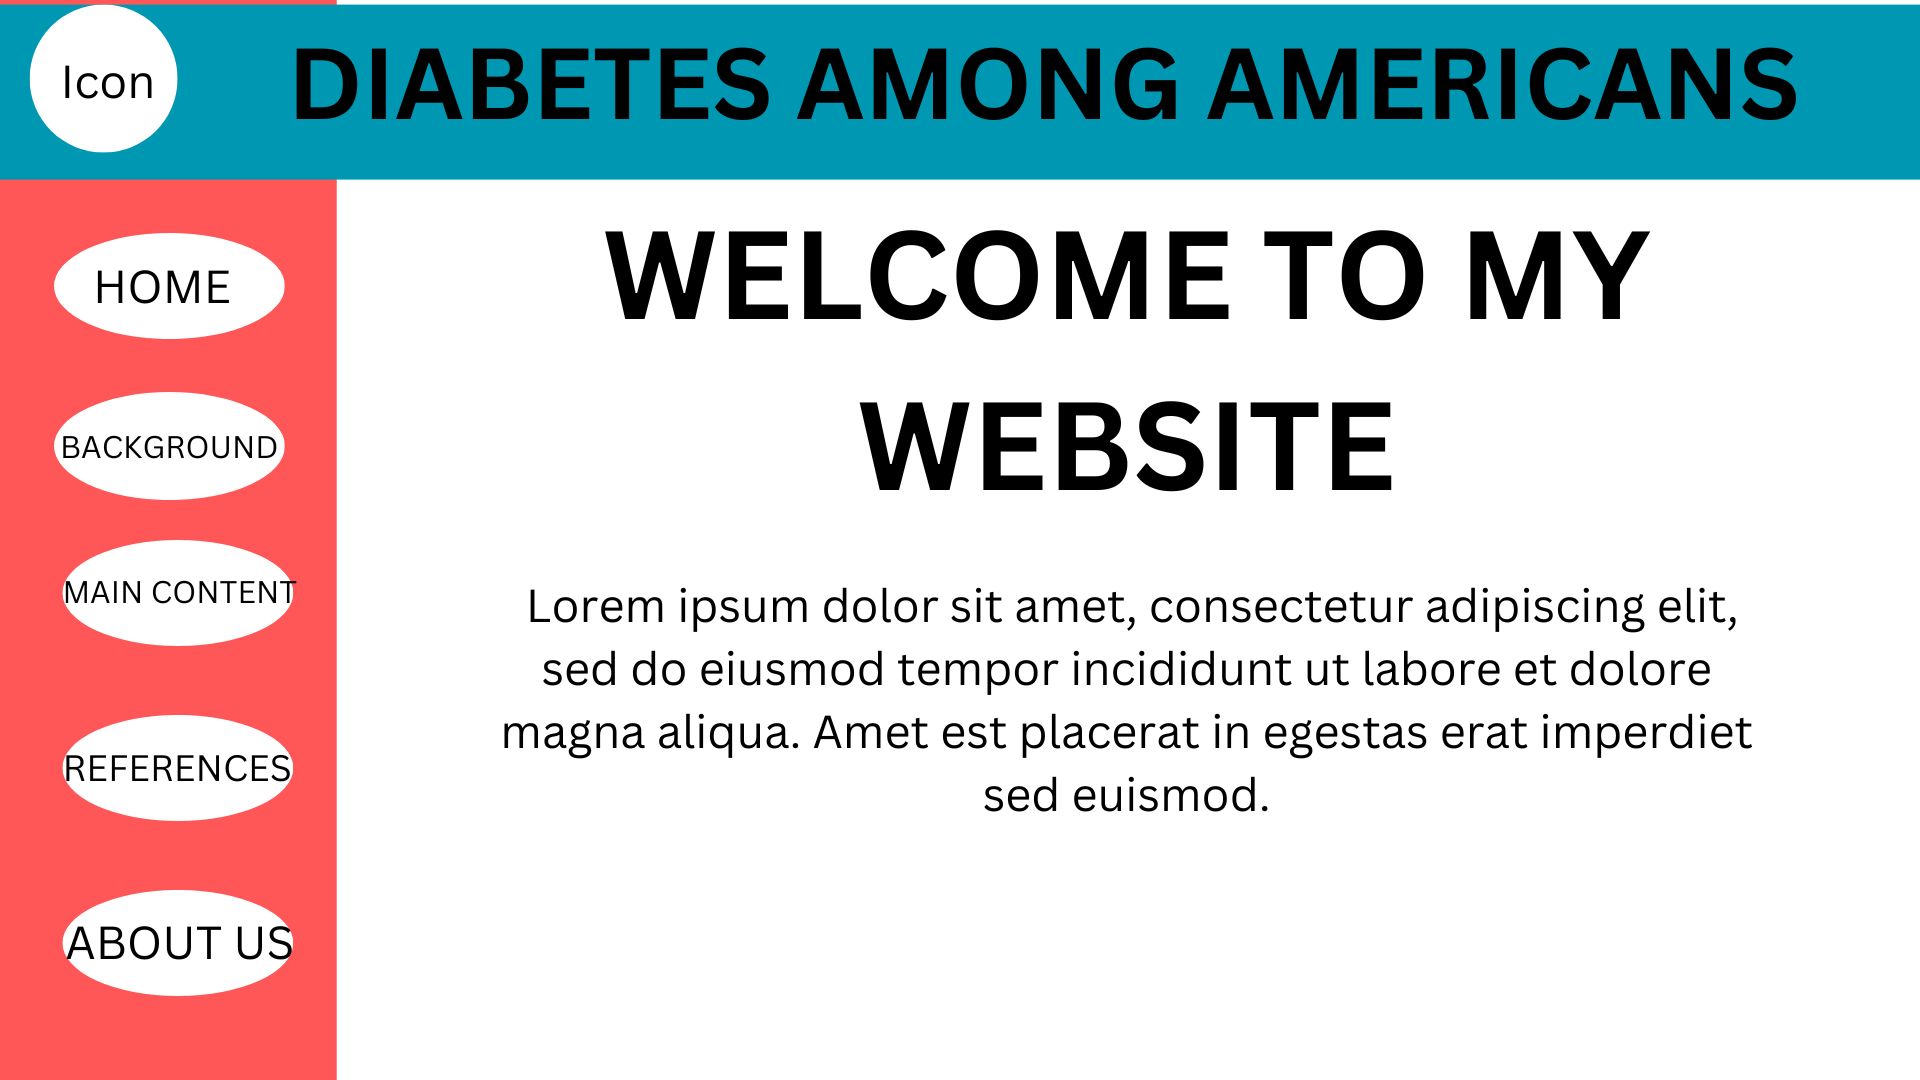 Icon
DIABETES AMONG AMERICANS
HOME
BACKGROUND
MAIN CONTENT
REFERENCES
ABOUT US
WELCOME TO MY
WEBSITE
Lorem ipsum dolor sit amet, consectetur adipiscing elit,
sed do eiusmod tempor incididunt ut labore et dolore
magna aliqua. Amet est placerat in egestas erat imperdiet
sed euismod.